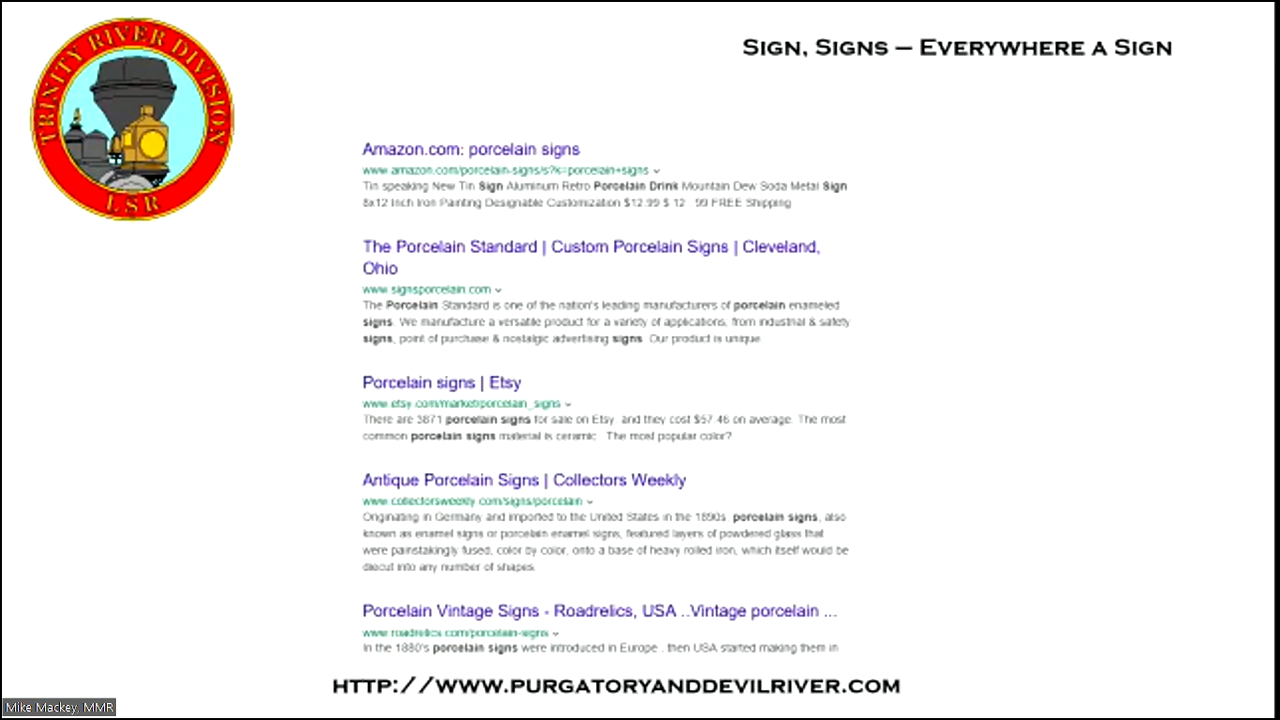 TRINITY RIVER DIVISION
LSR
Sign, Signs – Everywhere a Sign
Amazon.com: porcelain signs
www.amazon.com/porcelain-signs/s?k=porcelain+signs
Tin speaking New Tin Sign Aluminum Retro Porcelain Drink Mountain Dew Soda Metal Sign
8x12 Inch Iron Painting Designable Customization $12.99 $ 12 99 FREE Shipping
The Porcelain Standard | Custom Porcelain Signs | Cleveland,
Ohio
www.signsporcelain.com
The Porcelain Standard is one of the nation's leading manufacturers of porcelain enameled
signs. We manufacture a versatile product for a variety of applications, from industrial & safety
signs, point of purchase & nostalgic advertising signs. Our product is unique
Porcelain signs | Etsy
www.etsy.com/market/porcelain_signs
There are 3871 porcelain signs for sale on Etsy, and they cost $57.46 on average. The most
common porcelain signs material is ceramic. The most popular color?
Antique Porcelain Signs | Collectors Weekly
www.collectorsweekly.com/signs/porcelain
Originating in Germany and imported to the United States in the 1890s, porcelain signs, also
known as enamel signs or porcelain enamel signs, featured layers of powdered glass that
were painstakingly fused, color by color, onto a base of heavy rolled iron, which itself would be
diecut into any number of shapes.
Porcelain Vintage Signs - Roadrelics, USA ..Vintage porcelain ...
www.roadrelics.com/porcelain-signs
In the 1880's porcelain signs were introduced in Europe . then USA started making them in
http://www.purgatoryanddevilriver.com
Mike Mackey, MMR